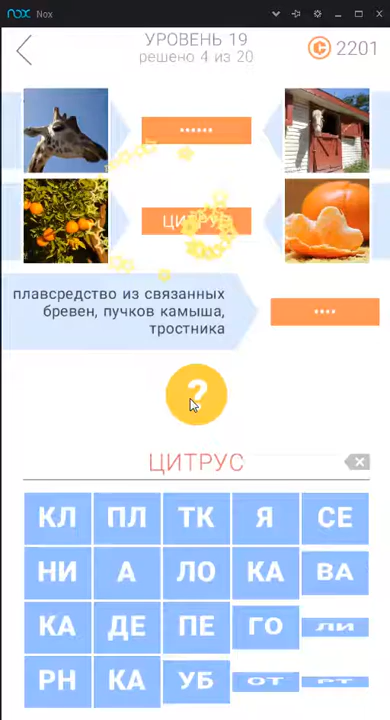 nox Nox
УРОВЕНЬ 19
решено 4 из 20
2201
ЦИТРУС
плавсредство из связанных
бревен, пучков камыша,
тростника
?
ЦИТРУС
КЛ ПЛ ТК Я СЕ
НИ А ЛО КА ВА
КА ДЕ ПЕ ГО ЛИ
РН КА УБ ОТ РТ